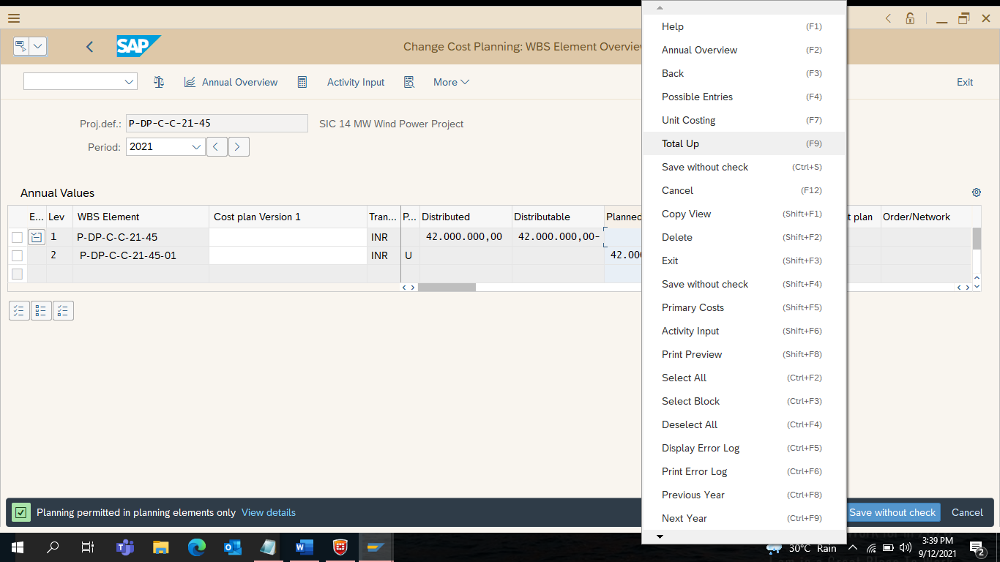 SAP
Change Cost Planning: WBS Element Overview
Annual Overview
Activity Input
More
Exit
Proj.def.: P-DP-C-C-21-45 SIC 14 MW Wind Power Project
Period: 2021
Annual Values
E... Lev WBS Element Cost plan Version 1 Tran... P... Distributed Distributable Planned t plan Order/Network
1 P-DP-C-C-21-45 INR 42.000.000,00 42.000.000,00-
2 P-DP-C-C-21-45-01 INR U 42.00
Planning permitted in planning elements only View details
Save without check Cancel
Help (F1)
Annual Overview (F2)
Back (F3)
Possible Entries (F4)
Unit Costing (F7)
Total Up (F9)
Save without check (Ctrl+S)
Cancel (F12)
Copy View (Shift+F1)
Delete (Shift+F2)
Exit (Shift+F3)
Save without check (Shift+F4)
Primary Costs (Shift+F5)
Activity Input (Shift+F6)
Print Preview (Shift+F8)
Select All (Ctrl+F2)
Select Block (Ctrl+F3)
Deselect All (Ctrl+F4)
Display Error Log (Ctrl+F5)
Print Error Log (Ctrl+F6)
Previous Year (Ctrl+F8)
Next Year (Ctrl+F9)
30°C Rain
3:39 PM
9/12/2021
2